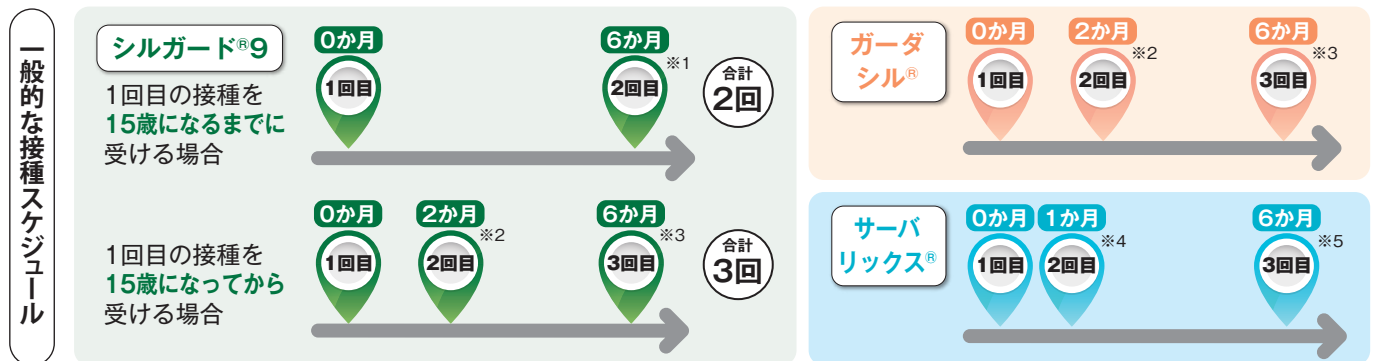 一般的な接種スケジュール
シルガード®9
1回目の接種を
15歳になるまでに
受ける場合
0か月
1回目
6か月
※1
2回目
合計
2回
1回目の接種を
15歳になってから
受ける場合
0か月
1回目
2か月
※2
2回目
6か月
※3
3回目
合計
3回
ガーダ
シル®
0か月
1回目
2か月
※2
2回目
6か月
※3
3回目
サーバ
リックス®
0か月
1回目
1か月
※4
2回目
6か月
※5
3回目